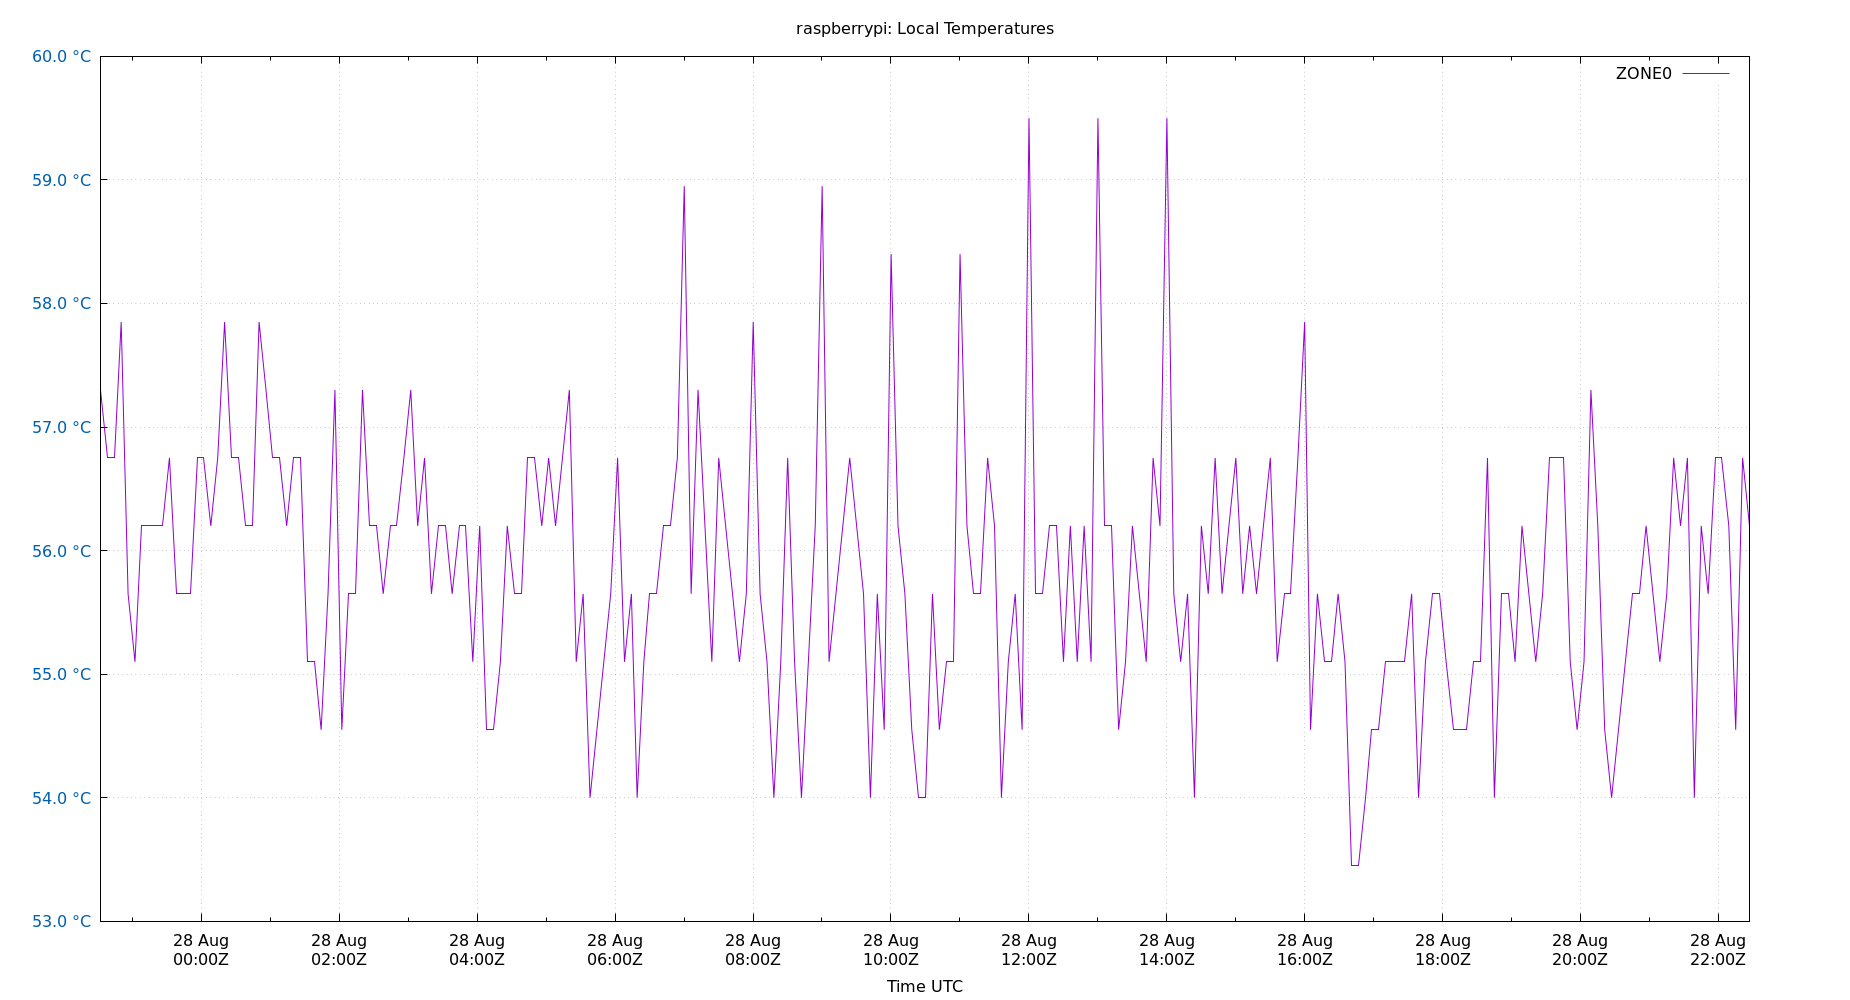 raspberrypi: Local Temperatures
60.0 °C
ZONE0
59.0 °C
58.0 °C
57.0 °C
56.0 °C
55.0 °C
54.0 °C
53.0 °C
28 Aug 28 Aug 28 Aug 28 Aug 28 Aug 28 Aug 28 Aug 28 Aug 28 Aug 28 Aug 28 Aug 28 Aug
00:00Z 02:00Z 04:00Z 06:00Z 08:00Z 10:00Z 12:00Z 14:00Z 16:00Z 18:00Z 20:00Z 22:00Z
Time UTC